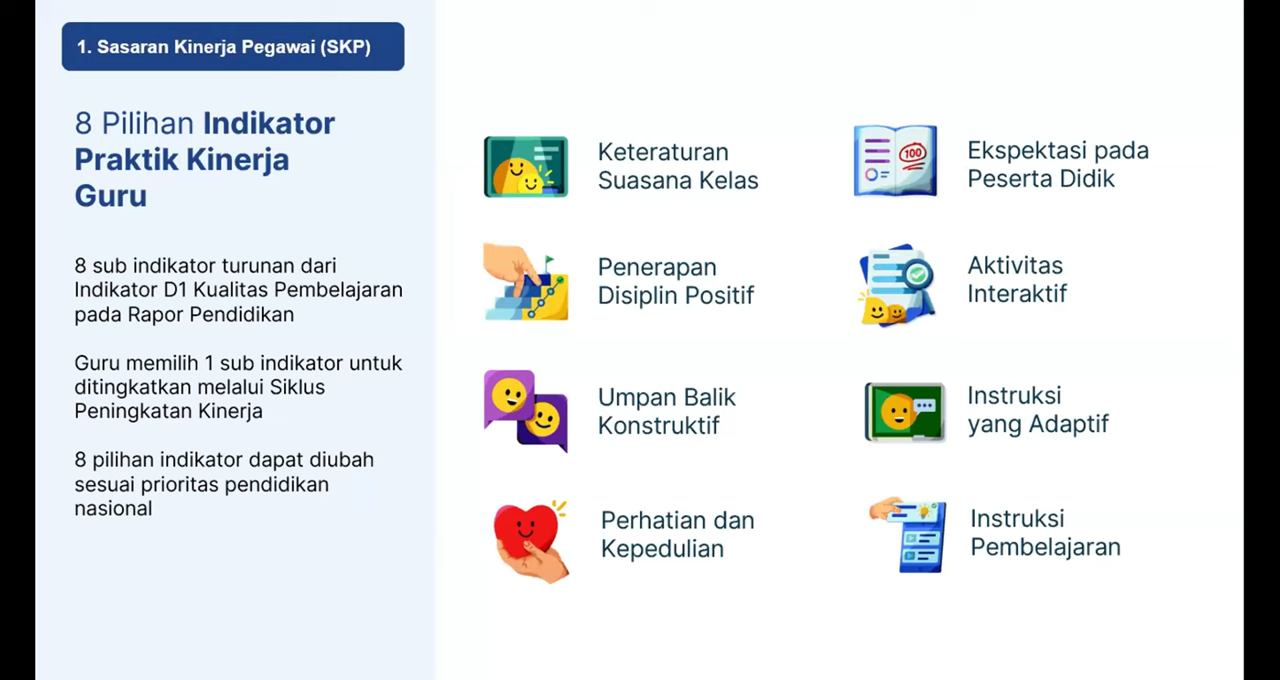 1. Sasaran Kinerja Pegawai (SKP)
8 Pilihan Indikator
Praktik Kinerja
Guru
8 sub indikator turunan dari
Indikator D1 Kualitas Pembelajaran
pada Rapor Pendidikan
Guru memilih 1 sub indikator untuk
ditingkatkan melalui Siklus
Peningkatan Kinerja
8 pilihan indikator dapat diubah
sesuai prioritas pendidikan
nasional
Keteraturan
Suasana Kelas
100
Ekspektasi pada
Peserta Didik
Penerapan
Disiplin Positif
Aktivitas
Interaktif
Umpan Balik
Konstruktif
Instruksi
yang Adaptif
Perhatian dan
Kepedulian
Instruksi
Pembelajaran